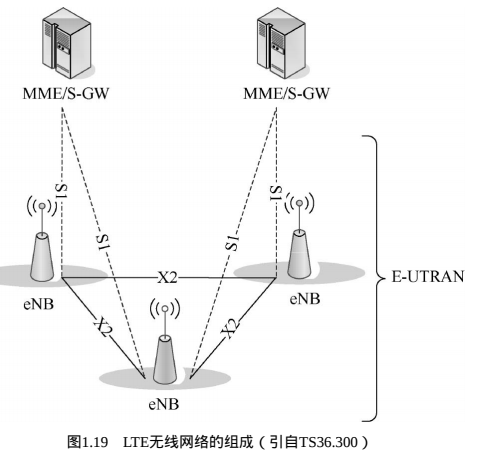 MME/S-GW MME/S-GW
S1 S1
S1 S1
X2
E-UTRAN
eNB eNB
X2 X2
eNB
图1.19 LTE无线网络的组成（引自TS36.300）